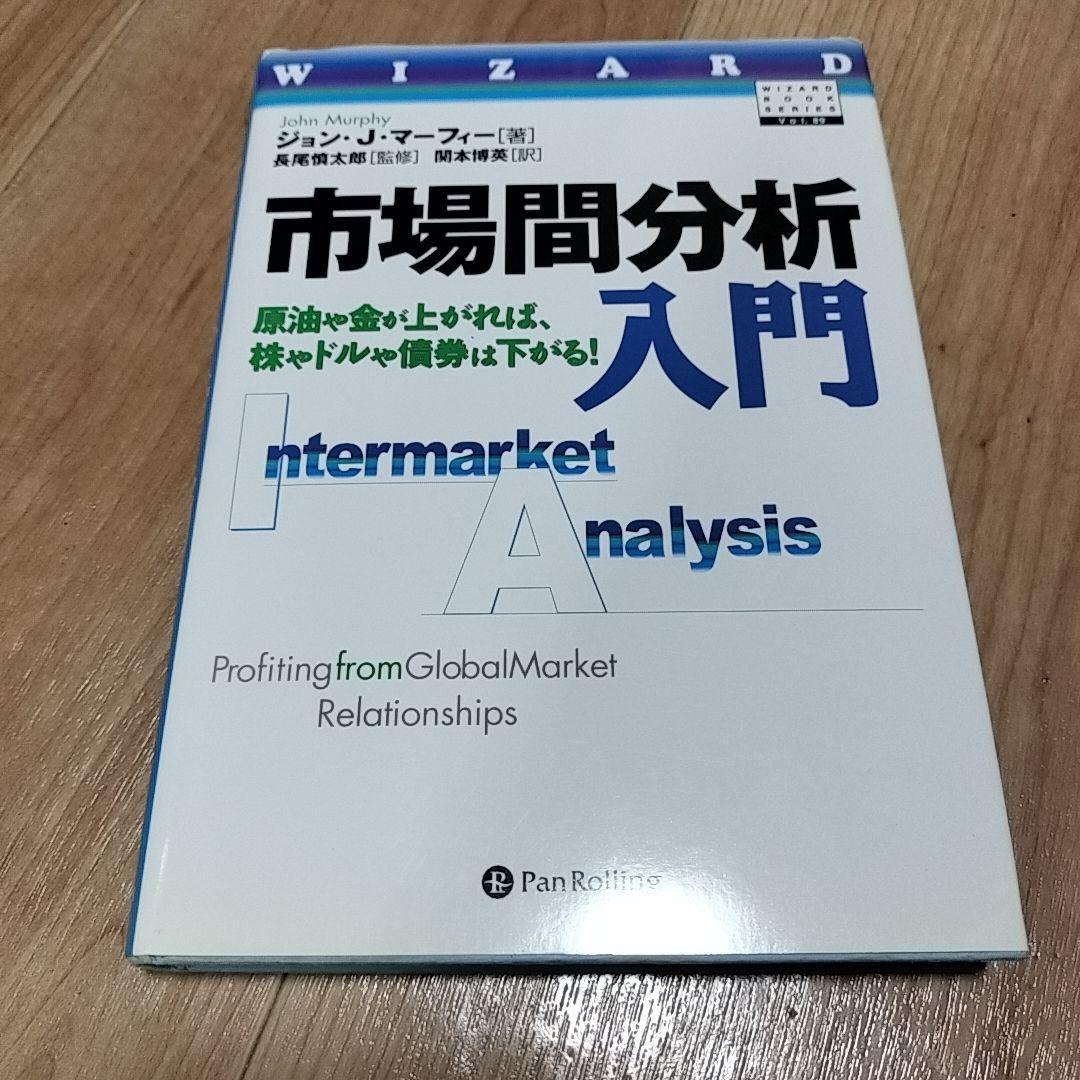 WIZARD
WIZARD
BOOK
SERIES
Vol. 89
John Murphy
ジョン・J・マーフィー[著]
長尾慎太郎[監修] 関本博英[訳]
市場間分析
入門
原油や金が上がれば、
株やドルや債券は下がる!
Intermarket
Analysis
Profiting from Global Market
Relationships
Pan Rolling